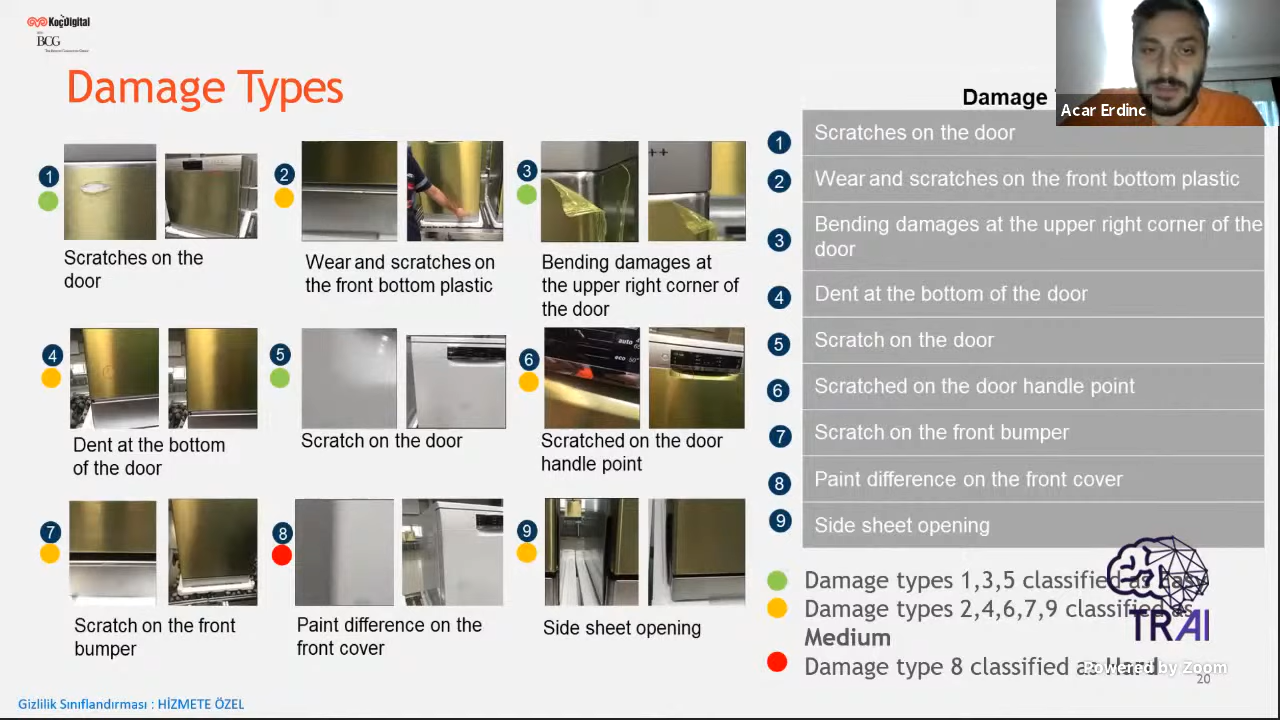 KoçDigital
BCG
Damage Types
Damage
Acar Erdinc
1
Scratches on the
door
2
Wear and scratches on
the front bottom plastic
3
++
Bending damages at
the upper right corner of
the door
4
Dent at the bottom
of the door
5
Scratch on the door
6
auto
eco 50°
Scratched on the door
handle point
7
Scratch on the front
bumper
8
Paint difference on the
front cover
9
Side sheet opening
1 Scratches on the door
2 Wear and scratches on the front bottom plastic
3 Bending damages at the upper right corner of the
door
4 Dent at the bottom of the door
5 Scratch on the door
6 Scratched on the door handle point
7 Scratch on the front bumper
8 Paint difference on the front cover
9 Side sheet opening
Damage types 1,3,5 classified as Easy
Damage types 2,4,6,7,9 classified as
Medium
Damage type 8 classified as Hard
TRAI
Powered by Zoom
20
Gizlilik Sınıflandırması : HİZMETE ÖZEL